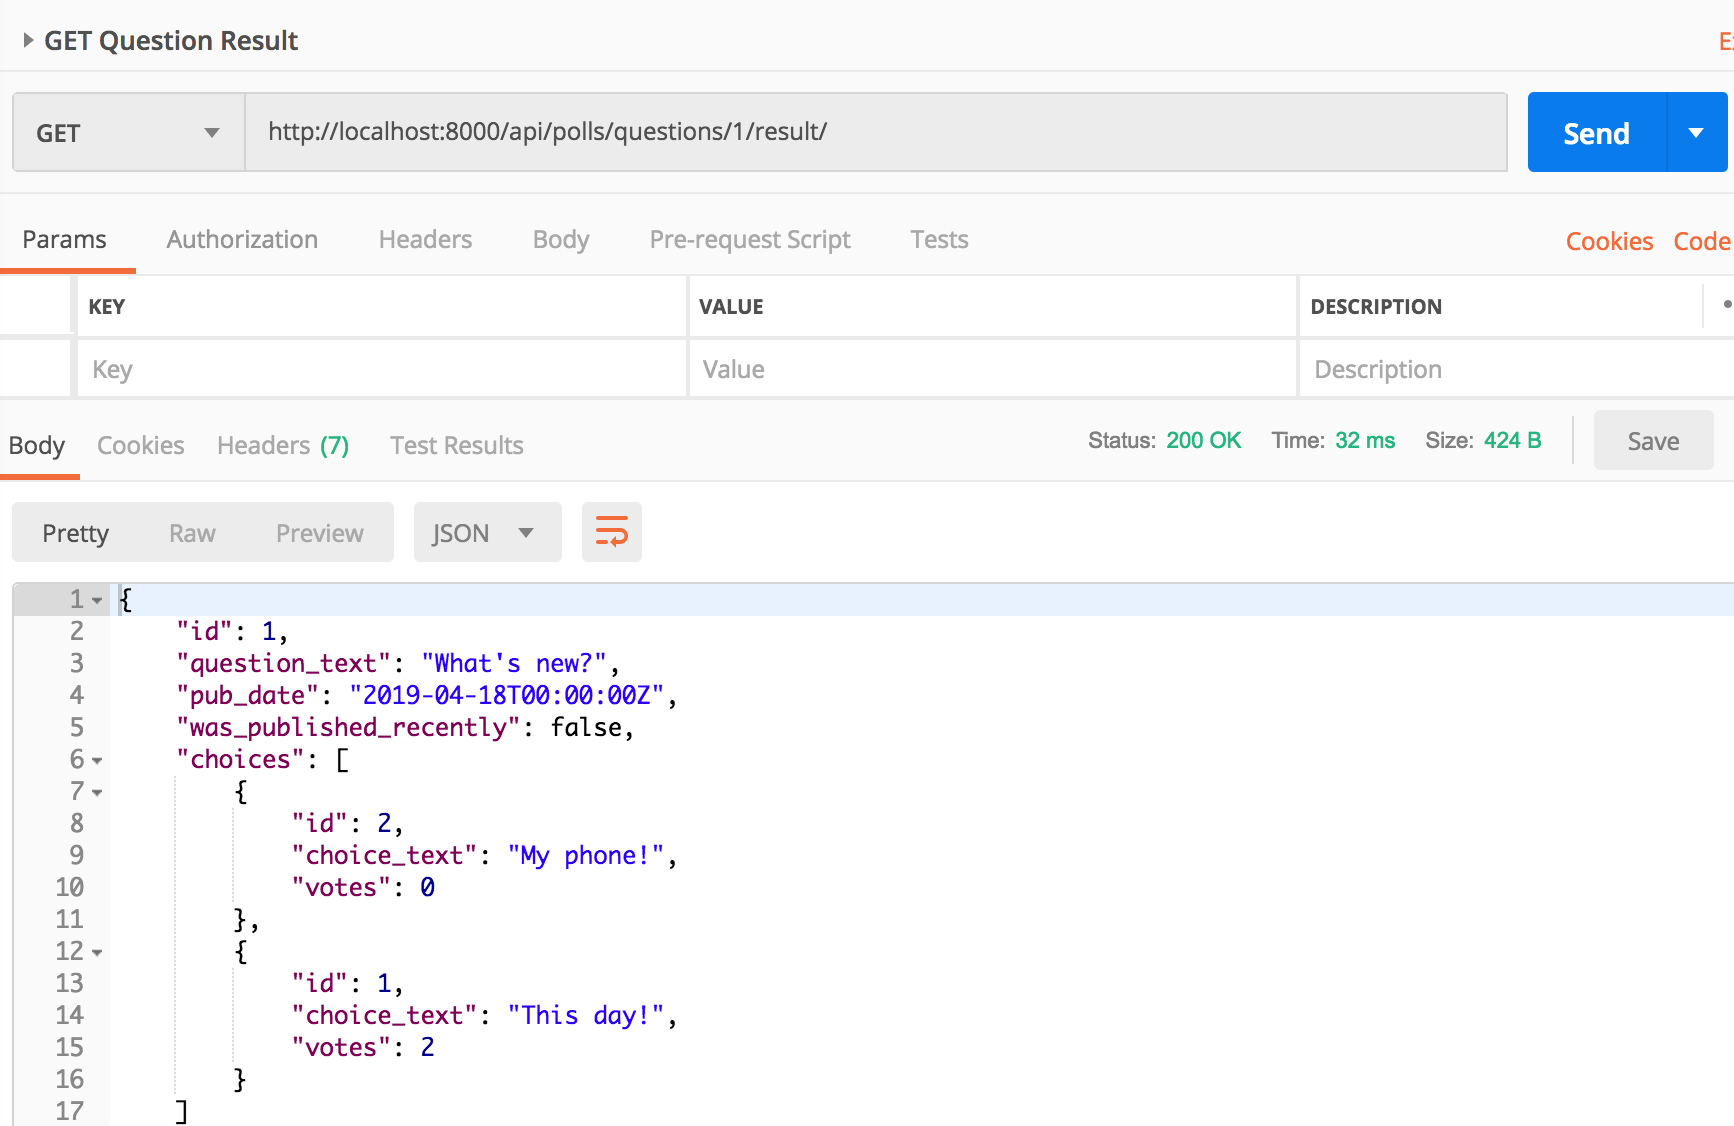 GET Question Result
GET http://localhost:8000/api/polls/questions/1/result/ Send
Params Authorization Headers Body Pre-request Script Tests Cookies Code
KEY VALUE DESCRIPTION
Key Value Description
Body Cookies Headers (7) Test Results Status: 200 OK Time: 32 ms Size: 424 B Save
Pretty Raw Preview JSON
1 {
2 "id": 1,
3 "question_text": "What's new?",
4 "pub_date": "2019-04-18T00:00:00Z",
5 "was_published_recently": false,
6 "choices": [
7 {
8 "id": 2,
9 "choice_text": "My phone!",
10 "votes": 0
11 },
12 {
13 "id": 1,
14 "choice_text": "This day!",
15 "votes": 2
16 }
17 ]